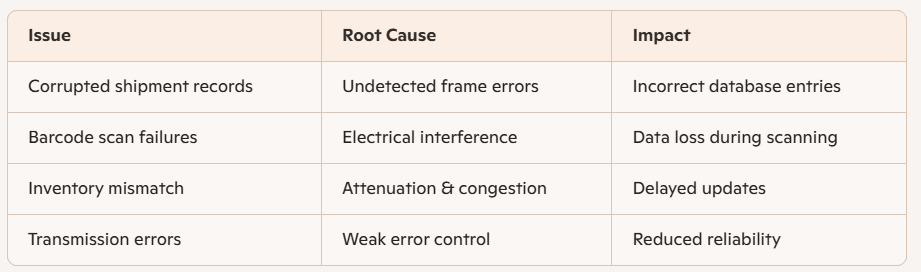 Issue Root Cause Impact
Corrupted shipment records Undetected frame errors Incorrect database entries
Barcode scan failures Electrical interference Data loss during scanning
Inventory mismatch Attenuation & congestion Delayed updates
Transmission errors Weak error control Reduced reliability